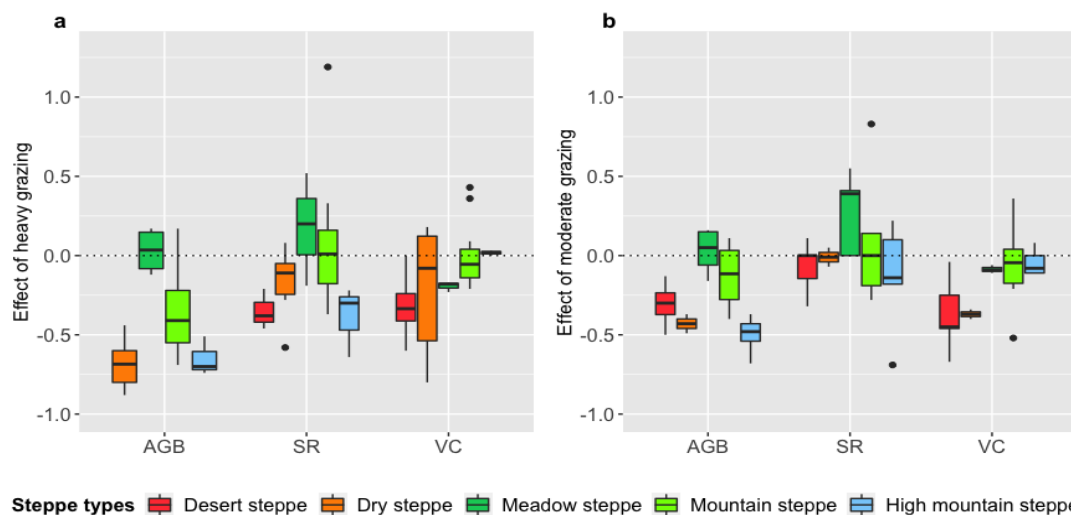 a
b
Effect of heavy grazing
1.0
0.5
0.0
-0.5
-1.0
AGB SR VC
Effect of moderate grazing
1.0
0.5
0.0
-0.5
-1.0
AGB SR VC
Steppe types Desert steppe Dry steppe Meadow steppe Mountain steppe High mountain steppe